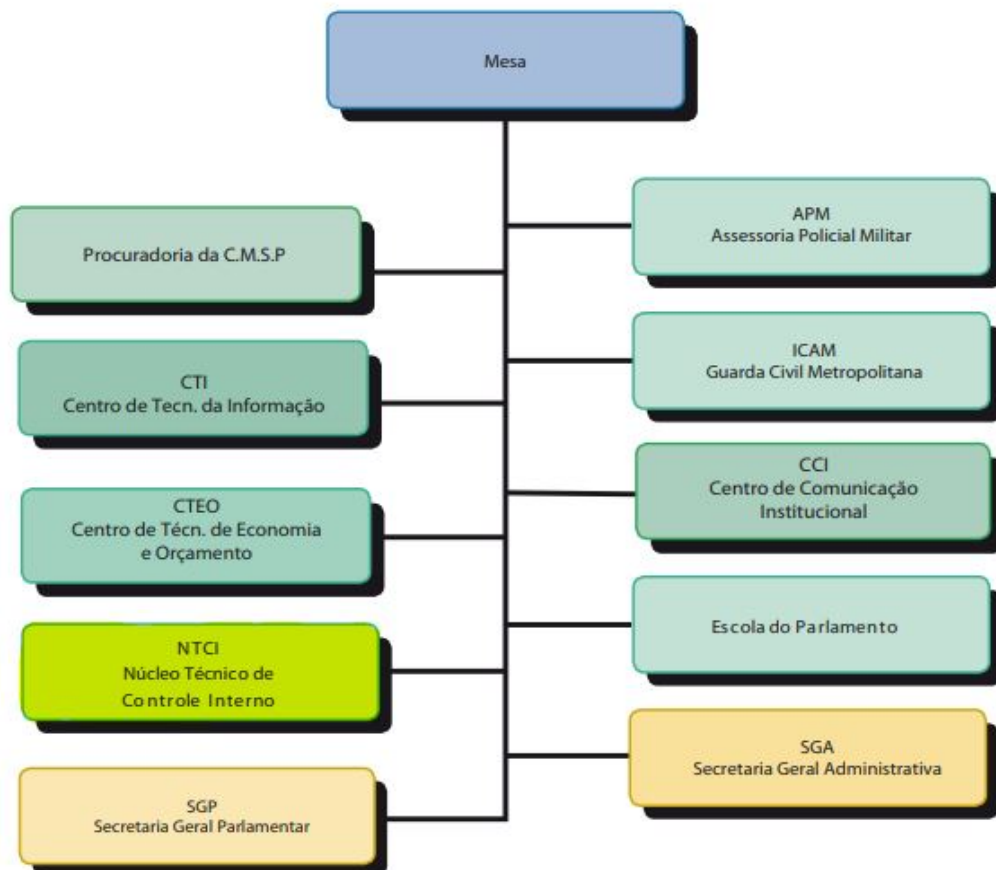 Mesa
Procuradoria da C.M.S.P
CTI
Centro de Tecn. da Informação
CTEO
Centro de Técn. de Economia
e Orçamento
NTCI
Núcleo Técnico de
Controle Interno
SGP
Secretaria Geral Parlamentar
APM
Assessoria Policial Militar
ICAM
Guarda Civil Metropolitana
CCI
Centro de Comunicação
Institucional
Escola do Parlamento
SGA
Secretaria Geral Administrativa